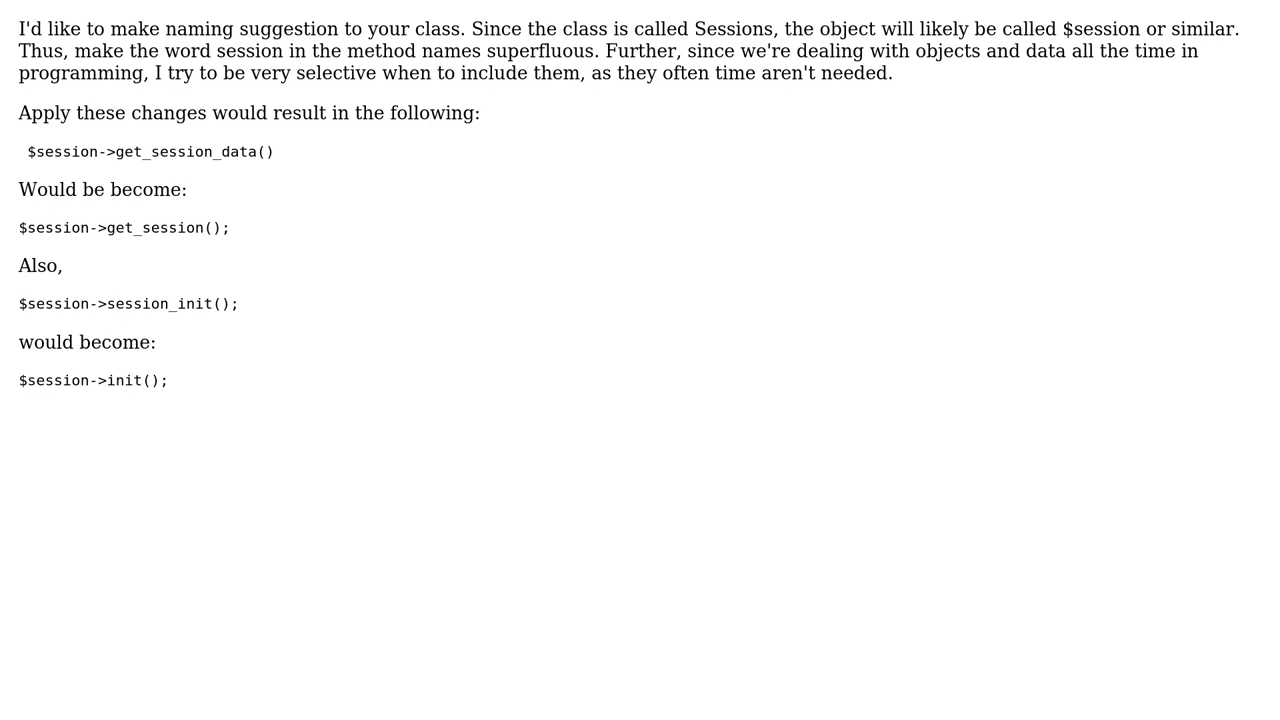 I'd like to make naming suggestion to your class. Since the class is called Sessions, the object will likely be called $session or similar.
Thus, make the word session in the method names superfluous. Further, since we're dealing with objects and data all the time in
programming, I try to be very selective when to include them, as they often time aren't needed.
Apply these changes would result in the following:
$session->get_session_data()
Would be become:
$session->get_session();
Also,
$session->session_init();
would become:
$session->init();